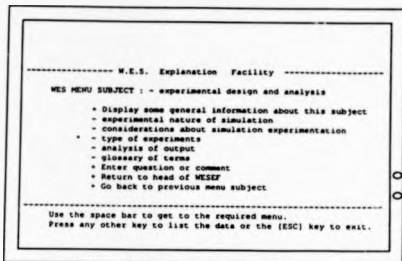 ------------ W.E.S. Explanation Facility ------------
WES MENU SUBJECT : - experimental design and analysis
+ Display some general information about this subject
- experimental nature of simulation
- considerations about simulation experimentation
* - type of experiments
- analysis of output
- glossary of terms
+ Enter question or comment
+ Return to head of WESEF
+ Go back to previous menu subject
Use the space bar to get to the required menu.
Press any other key to list the data or the [ESC] key to exit.